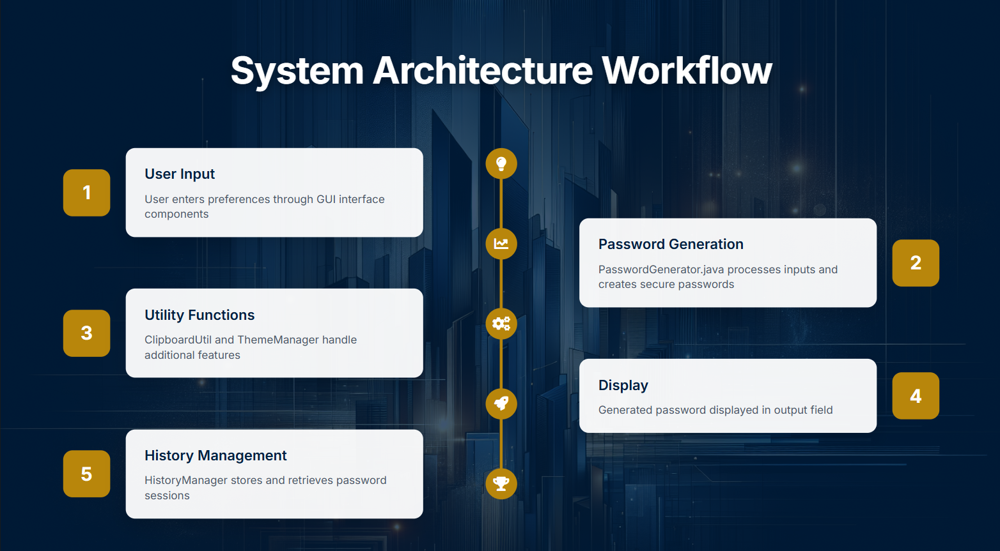 System Architecture Workflow
1
User Input
User enters preferences through GUI interface
components
2
Password Generation
PasswordGenerator.java processes inputs and
creates secure passwords
3
Utility Functions
ClipboardUtil and ThemeManager handle
additional features
4
Display
Generated password displayed in output field
5
History Management
HistoryManager stores and retrieves password
sessions